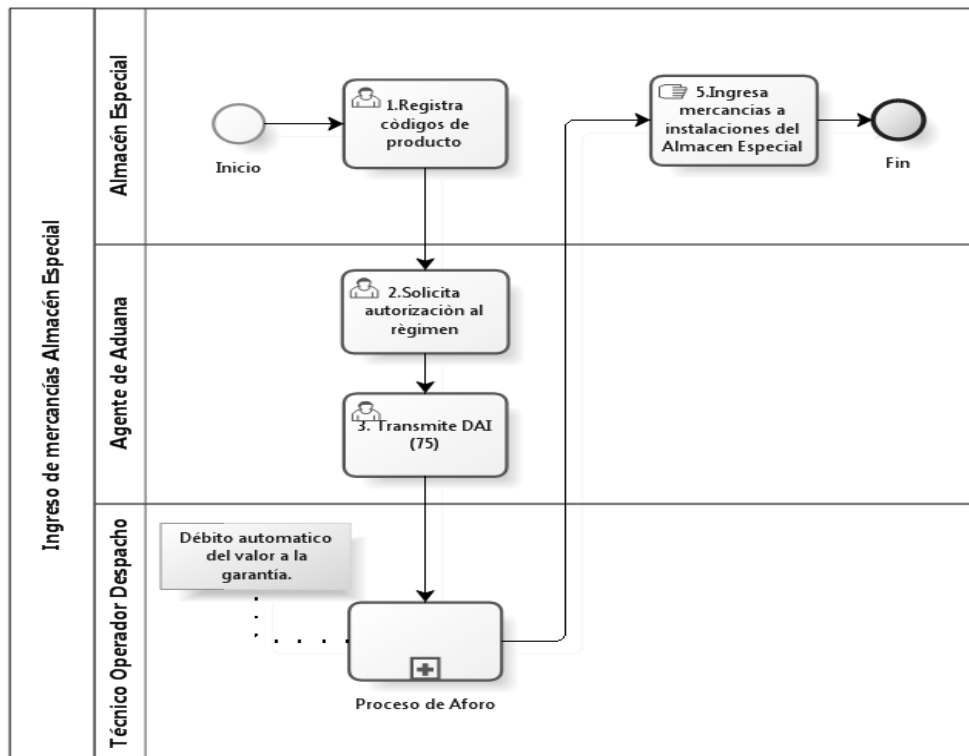 Ingreso de mercancías Almacén Especial
Almacén Especial
Inicio
1.Registra
còdigos de
producto
5.Ingresa
mercancias a
instalaciones del
Almacen Especial
Fin
Agente de Aduana
2.Solicita
autorizaciòn al
règimen
3. Transmite DAI
(75)
Técnico Operador Despacho
Débito automatico
del valor a la
garantía.
Proceso de Aforo